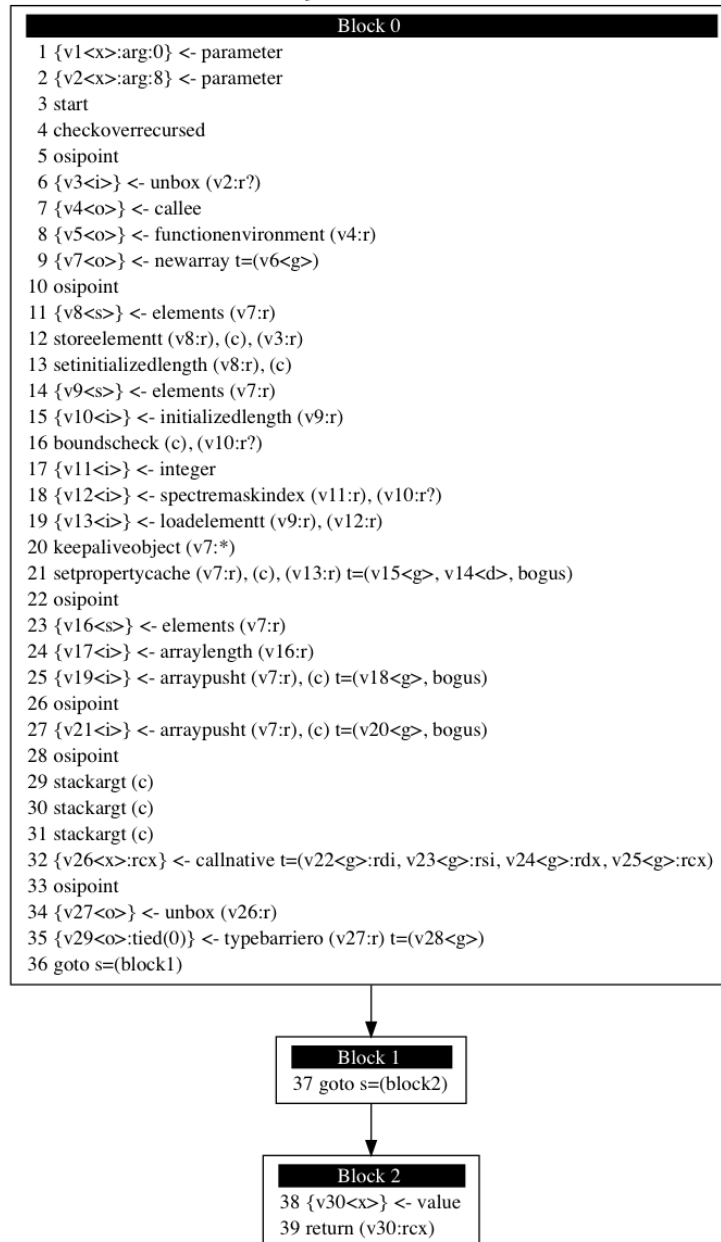 Block 0
1 {v1<x>:arg:0} <- parameter
2 {v2<x>:arg:8} <- parameter
3 start
4 checkoverrecursed
5 osipoint
6 {v3<i>} <- unbox (v2:r?)
7 {v4<o>} <- callee
8 {v5<o>} <- functionenvironment (v4:r)
9 {v7<o>} <- newarray t=(v6<g>)
10 osipoint
11 {v8<s>} <- elements (v7:r)
12 storeelementt (v8:r), (c), (v3:r)
13 setinitializedlength (v8:r), (c)
14 {v9<s>} <- elements (v7:r)
15 {v10<i>} <- initializedlength (v9:r)
16 boundscheck (c), (v10:r?)
17 {v11<i>} <- integer
18 {v12<i>} <- spectremaskindex (v11:r), (v10:r?)
19 {v13<i>} <- loadelementt (v9:r), (v12:r)
20 keepaliveobject (v7:*)
21 setpropertycache (v7:r), (c), (v13:r) t=(v15<g>, v14<d>, bogus)
22 osipoint
23 {v16<s>} <- elements (v7:r)
24 {v17<i>} <- arraylength (v16:r)
25 {v19<i>} <- arraypusht (v7:r), (c) t=(v18<g>, bogus)
26 osipoint
27 {v21<i>} <- arraypusht (v7:r), (c) t=(v20<g>, bogus)
28 osipoint
29 stackargt (c)
30 stackargt (c)
31 stackargt (c)
32 {v26<x>:rcx} <- callnative t=(v22<g>:rdi, v23<g>:rsi, v24<g>:rdx, v25<g>:rcx)
33 osipoint
34 {v27<o>} <- unbox (v26:r)
35 {v29<o>:tied(0)} <- typebarriero (v27:r) t=(v28<g>)
36 goto s=(block1)
Block 1
37 goto s=(block2)
Block 2
38 {v30<x>} <- value
39 return (v30:rcx)